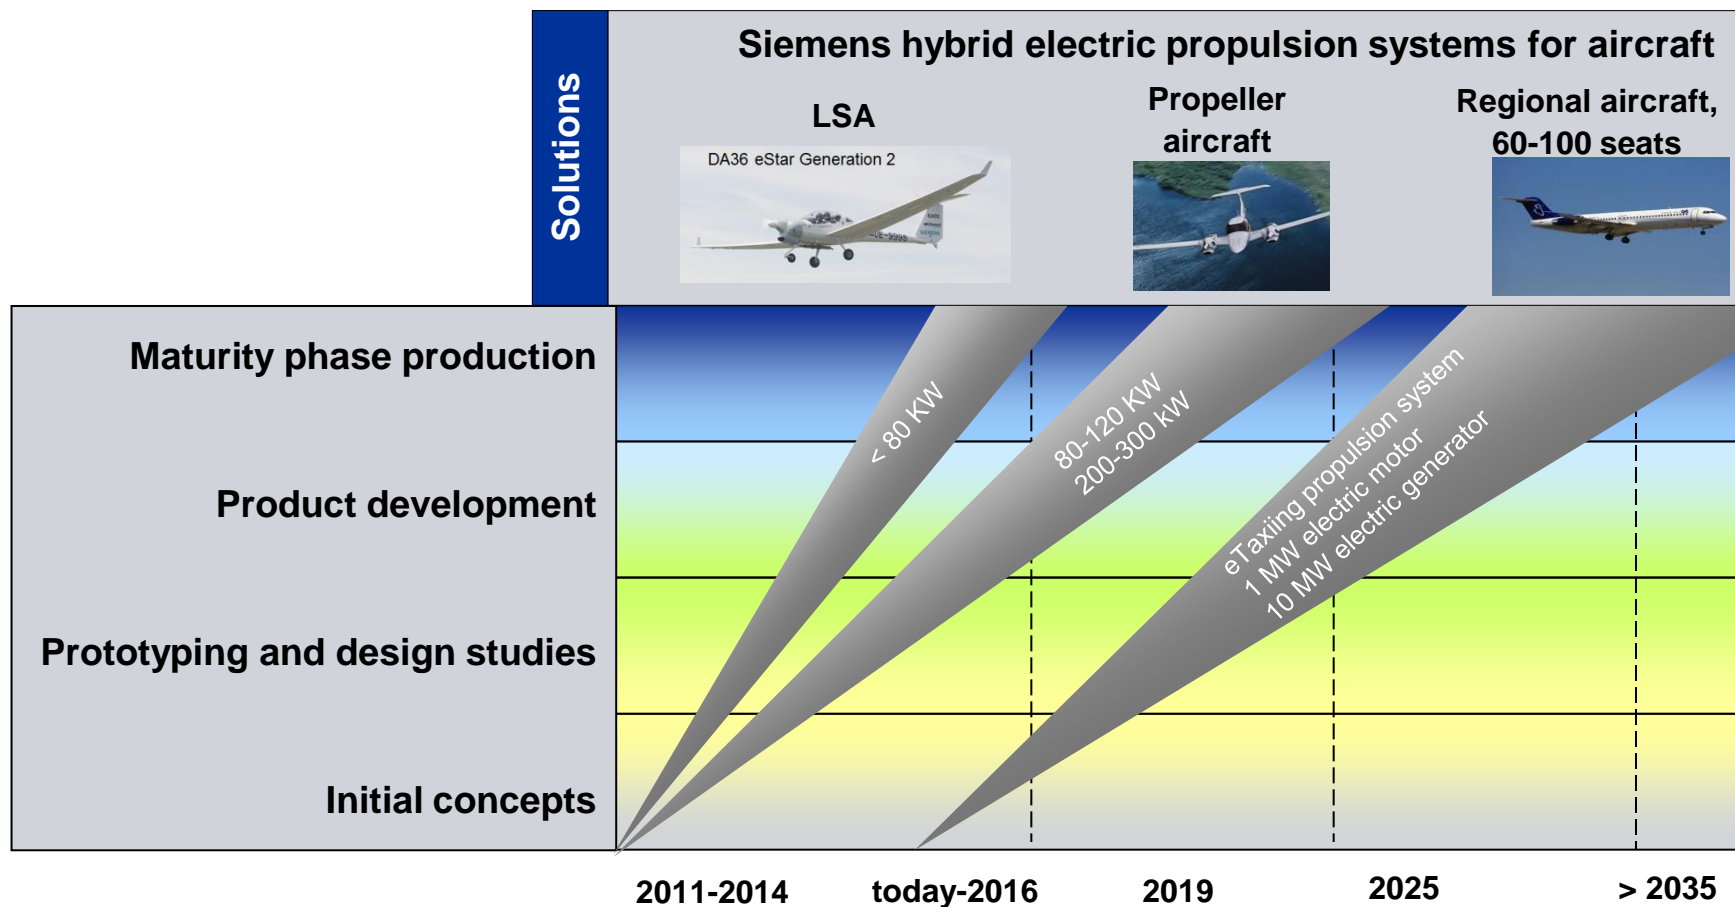 Siemens hybrid electric propulsion systems for aircraft
Solutions
LSA
Propeller
aircraft
Regional aircraft,
60-100 seats
DA36 eStar Generation 2
Maturity phase production
Product development
Prototyping and design studies
Initial concepts
< 80 KW
80-120 KW
200-300 kW
eTaxiing propulsion system
1 MW electric motor
10 MW electric generator
2011-2014
today-2016
2019
2025
> 2035